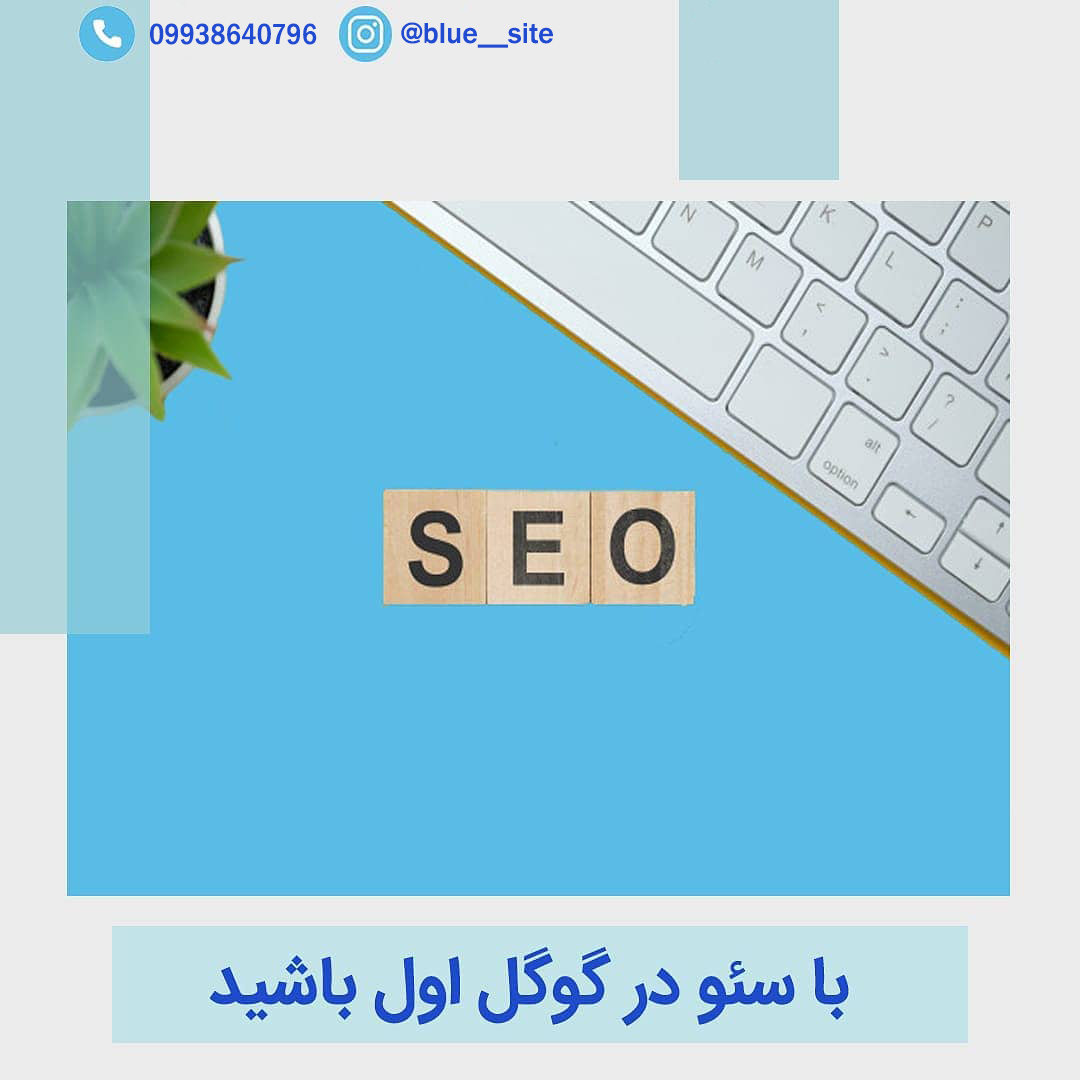 09938640796 @blue__site
N K P
M L
< , : ;
> .
? /
alt
option
SEO
با سئو در گوگل اول باشید